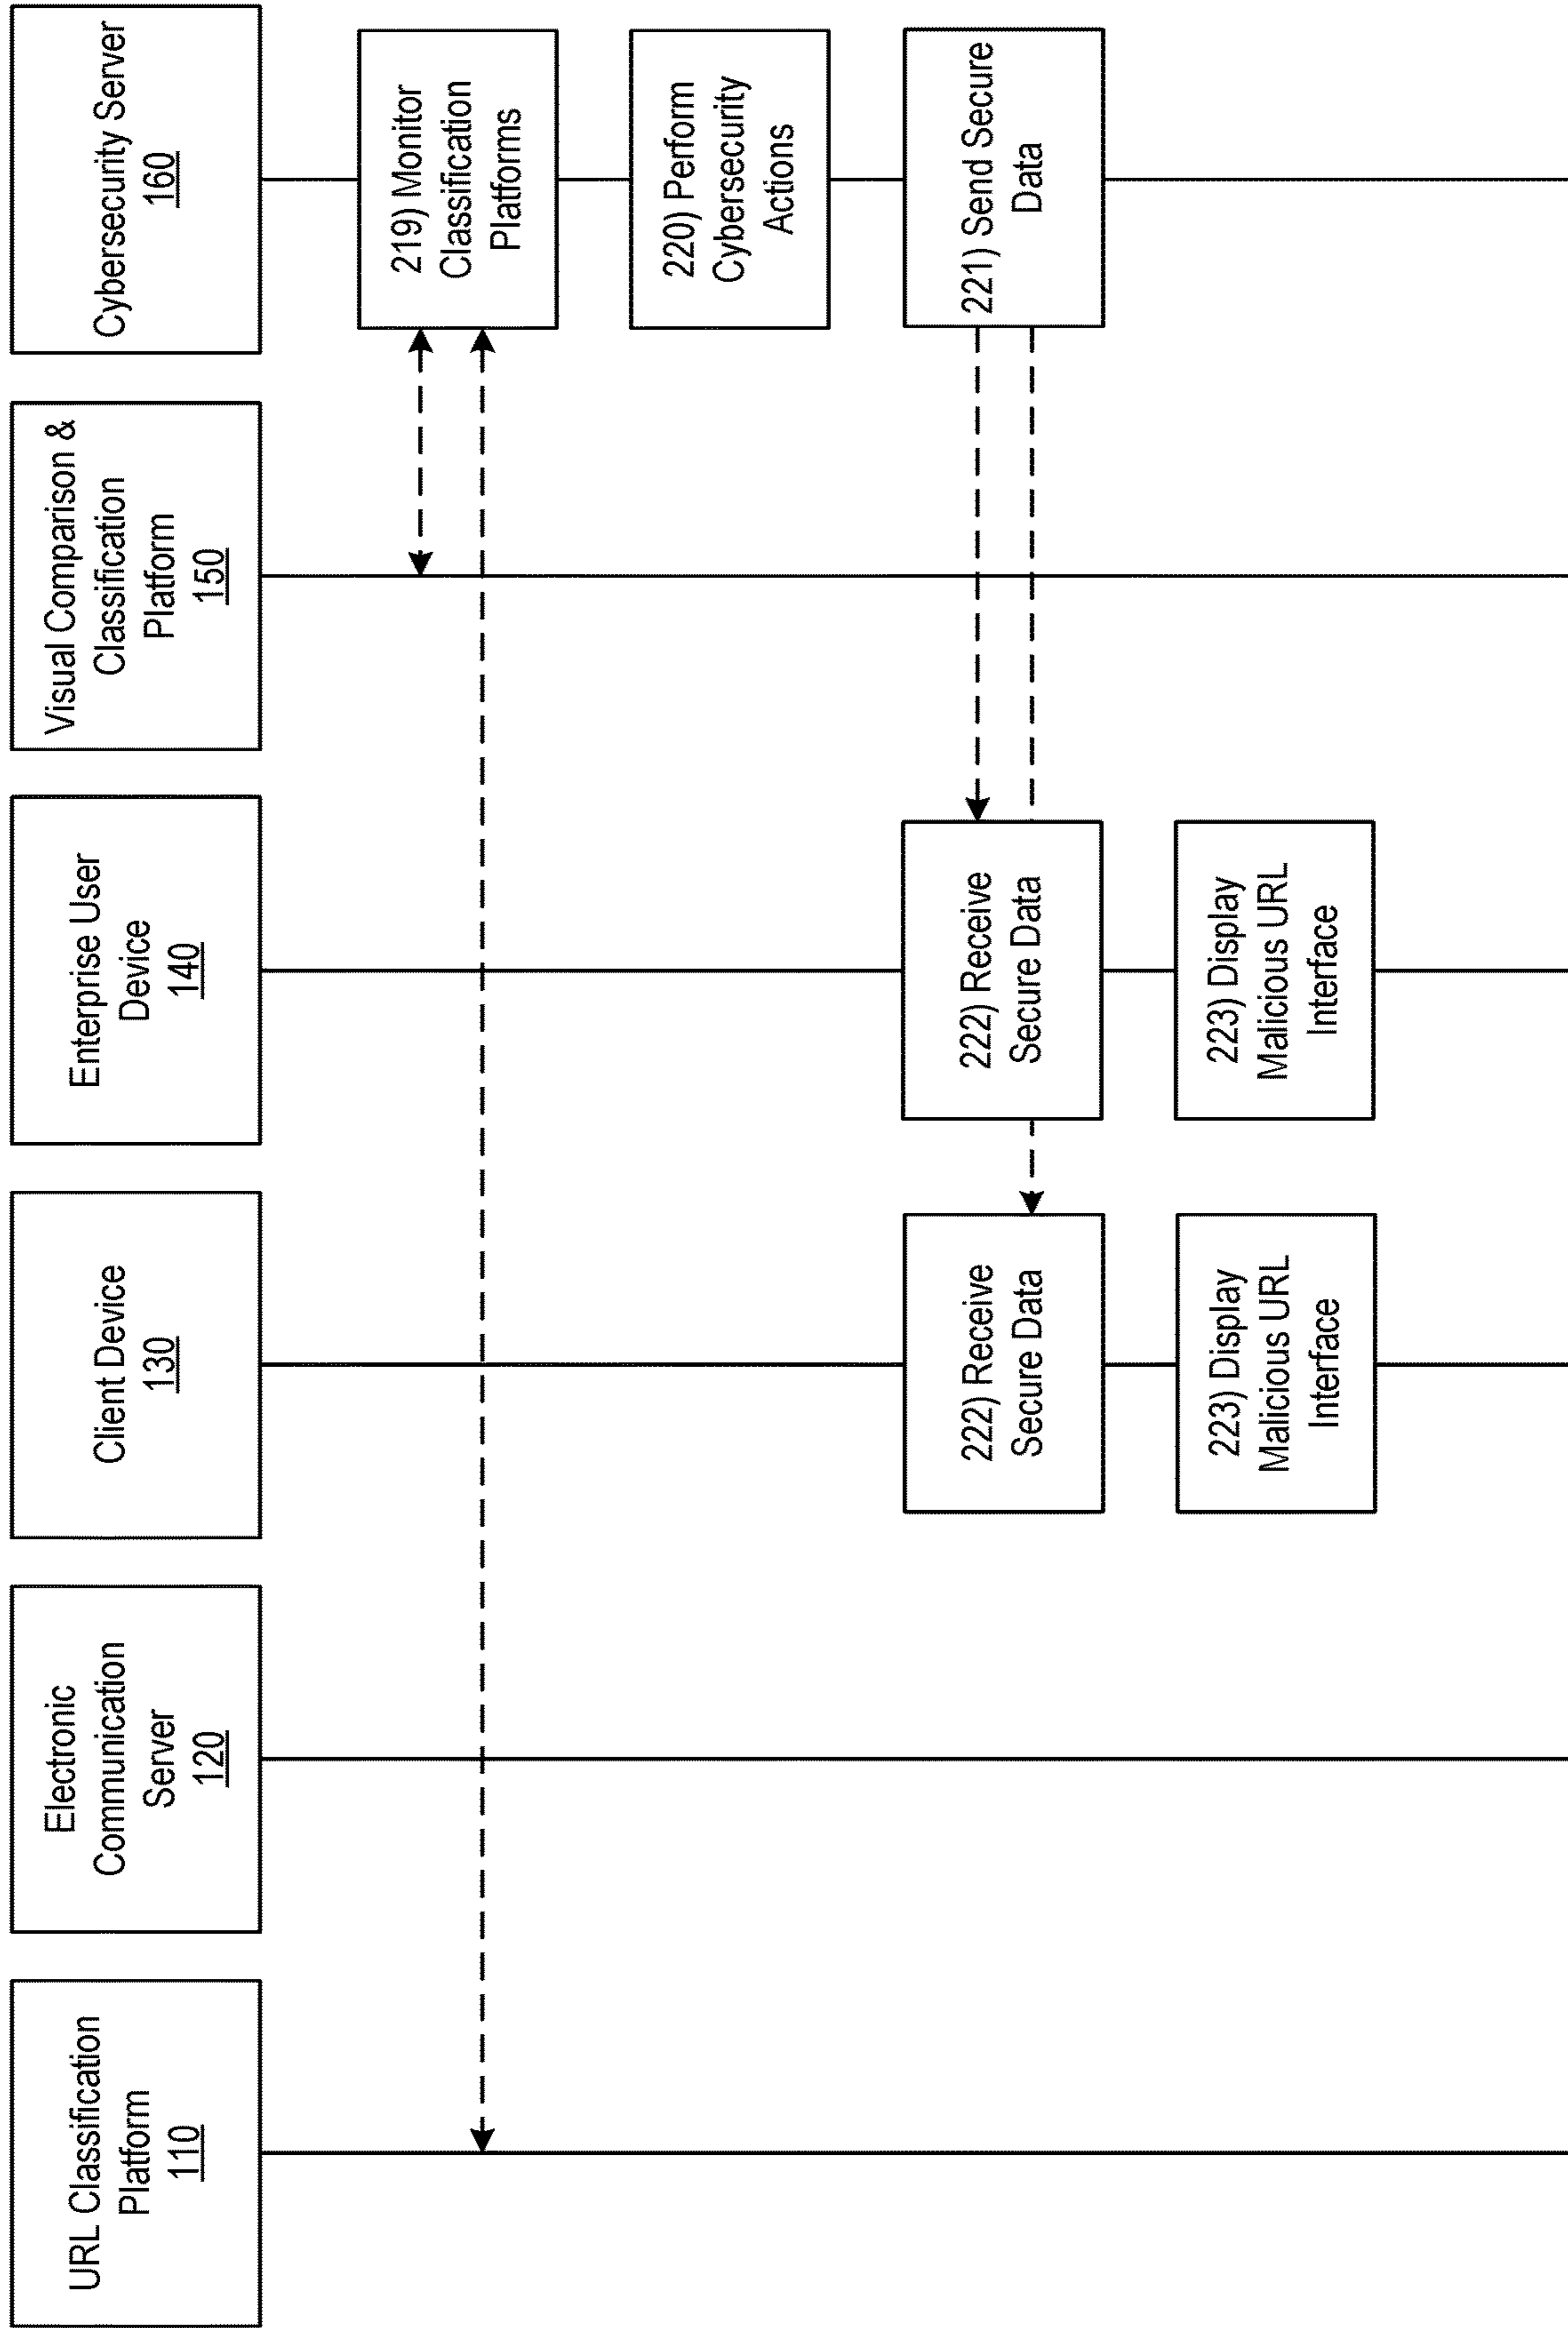 URL Classification
Platform
110
Electronic
Communication
Server
120
Client Device
130
Enterprise User
Device
140
Visual Comparison &
Classification
Platform
150
Cybersecurity Server
160
219) Monitor
Classification
Platforms
220) Perform
Cybersecurity
Actions
222) Receive
Secure Data
222) Receive
Secure Data
221) Send Secure
Data
223) Display
Malicious URL
Interface
223) Display
Malicious URL
Interface